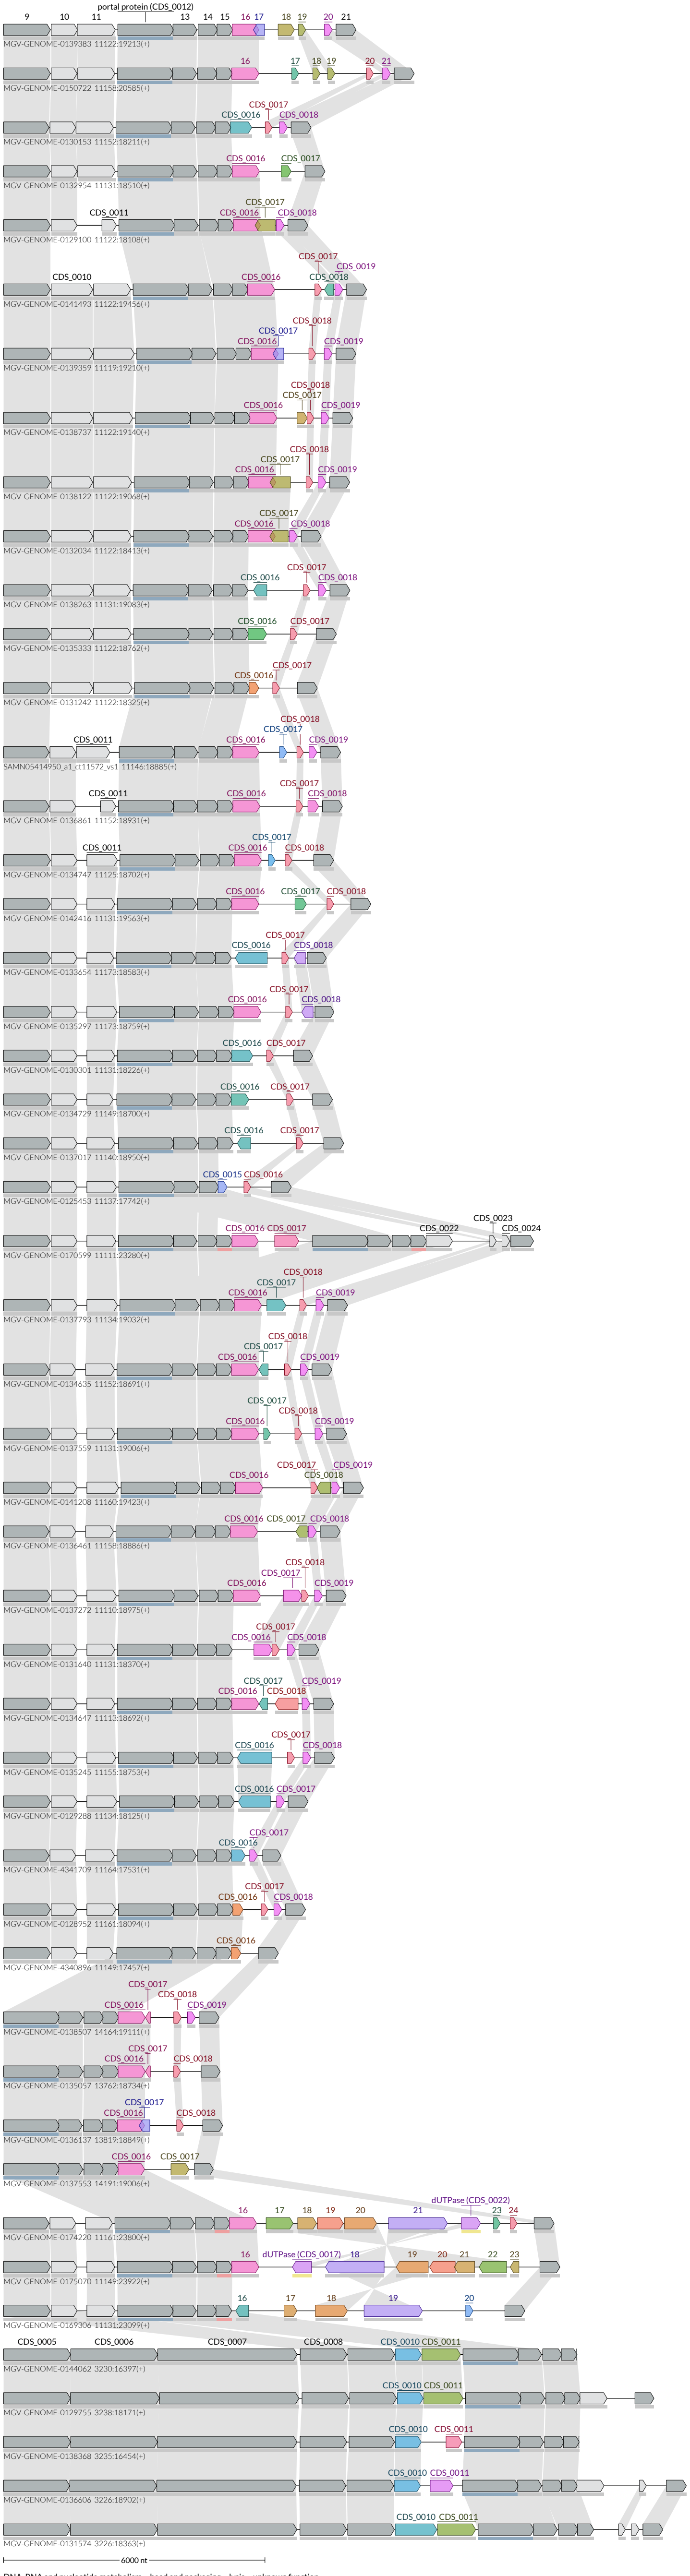 portal protein (CDS_0012)
9 10 11 13 14 15 16 17 18 19 20 21
MGV-GENOME-0139383 11122:19213(+)
16 17 18 19 20 21
MGV-GENOME-0150722 11158:20585(+)
CDS_0017
CDS_0016 CDS_0018
MGV-GENOME-0130153 11152:18211(+)
CDS_0016 CDS_0017
MGV-GENOME-0132954 11131:18510(+)
CDS_0017
CDS_0011 CDS_0016 CDS_0018
MGV-GENOME-0129100 11122:18108(+)
CDS_0017
CDS_0019
CDS_0010 CDS_0016 CDS_0018
MGV-GENOME-0141493 11122:19456(+)
CDS_0018
CDS_0017
CDS_0016 CDS_0019
MGV-GENOME-0139359 11119:19210(+)
CDS_0018
CDS_0017
CDS_0016 CDS_0019
MGV-GENOME-0138737 11122:19140(+)
CDS_0018
CDS_0017
CDS_0016 CDS_0019
MGV-GENOME-0138122 11122:19068(+)
CDS_0017
CDS_0016 CDS_0018
MGV-GENOME-0132034 11122:18413(+)
CDS_0017
CDS_0016 CDS_0018
MGV-GENOME-0138263 11131:19083(+)
CDS_0016 CDS_0017
MGV-GENOME-0135333 11122:18762(+)
CDS_0017
CDS_0016
MGV-GENOME-0131242 11122:18325(+)
CDS_0018
CDS_0017
CDS_0011 CDS_0016 CDS_0019
SAMN05414950_a1_ct11572_vs1 11146:18885(+)
CDS_0017
CDS_0011 CDS_0016 CDS_0018
MGV-GENOME-0136861 11152:18931(+)
CDS_0017
CDS_0011 CDS_0016 CDS_0018
MGV-GENOME-0134747 11125:18702(+)
CDS_0016 CDS_0017 CDS_0018
MGV-GENOME-0142416 11131:19563(+)
CDS_0017
CDS_0016 CDS_0018
MGV-GENOME-0133654 11173:18583(+)
CDS_0017
CDS_0016 CDS_0018
MGV-GENOME-0135297 11173:18759(+)
CDS_0016 CDS_0017
MGV-GENOME-0130301 11131:18226(+)
CDS_0016 CDS_0017
MGV-GENOME-0134729 11149:18700(+)
CDS_0016 CDS_0017
MGV-GENOME-0137017 11140:18950(+)
CDS_0015 CDS_0016
MGV-GENOME-0125453 11137:17742(+)
CDS_0023
CDS_0016 CDS_0017 CDS_0022 CDS_0024
MGV-GENOME-0170599 11111:23280(+)
CDS_0018
CDS_0017
CDS_0016 CDS_0019
MGV-GENOME-0137793 11134:19032(+)
CDS_0018
CDS_0017
CDS_0016 CDS_0019
MGV-GENOME-0134635 11152:18691(+)
CDS_0017
CDS_0018
CDS_0016 CDS_0019
MGV-GENOME-0137559 11131:19006(+)
CDS_0017 CDS_0019
CDS_0016 CDS_0018
MGV-GENOME-0141208 11160:19423(+)
CDS_0016 CDS_0017 CDS_0018
MGV-GENOME-0136461 11158:18886(+)
CDS_0018
CDS_0017
CDS_0016 CDS_0019
MGV-GENOME-0137272 11110:18975(+)
CDS_0017
CDS_0016 CDS_0018
MGV-GENOME-0131640 11131:18370(+)
CDS_0017 CDS_0019
CDS_0016 CDS_0018
MGV-GENOME-0134647 11113:18692(+)
CDS_0017
CDS_0016 CDS_0018
MGV-GENOME-0135245 11155:18753(+)
CDS_0016 CDS_0017
MGV-GENOME-0129288 11134:18125(+)
CDS_0017
CDS_0016
MGV-GENOME-4341709 11164:17531(+)
CDS_0017
CDS_0016 CDS_0018
MGV-GENOME-0128952 11161:18094(+)
CDS_0016
MGV-GENOME-4340896 11149:17457(+)
CDS_0017
CDS_0018
CDS_0016 CDS_0019
MGV-GENOME-0138507 14164:19111(+)
CDS_0017
CDS_0016 CDS_0018
MGV-GENOME-0135057 13762:18734(+)
CDS_0017
CDS_0016 CDS_0018
MGV-GENOME-0136137 13819:18849(+)
CDS_0016 CDS_0017
MGV-GENOME-0137553 14191:19006(+)
dUTPase (CDS_0022)
16 17 18 19 20 21 23 24
MGV-GENOME-0174220 11161:23800(+)
16 dUTPase (CDS_0017) 18 19 20 21 22 23
MGV-GENOME-0175070 11149:23922(+)
16 17 18 19 20
MGV-GENOME-0169306 11131:23099(+)
CDS_0005 CDS_0006 CDS_0007 CDS_0008 CDS_0010 CDS_0011
MGV-GENOME-0144062 3230:16397(+)
CDS_0010 CDS_0011
MGV-GENOME-0129755 3238:18171(+)
CDS_0010 CDS_0011
MGV-GENOME-0138368 3235:16454(+)
CDS_0010 CDS_0011
MGV-GENOME-0136606 3226:18902(+)
CDS_0010 CDS_0011
MGV-GENOME-0131574 3226:18363(+)
6000 nt